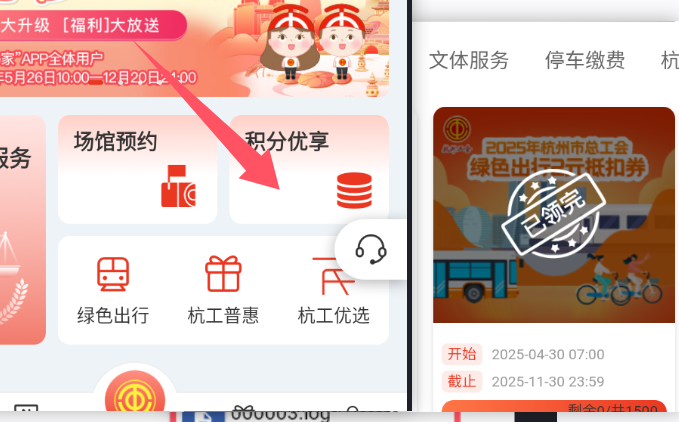 大升级 [福利]大放送
家”APP全体用户
年5月26日10:00—12月20日24:00
服务
场馆预约
积分优享
绿色出行
杭工普惠
杭工优选
文体服务
停车缴费
杭
2025年杭州市总工会
绿色出行2元抵扣券
已领完
开始 2025-04-30 07:00
截止 2025-11-30 23:59
剩余0/共1500